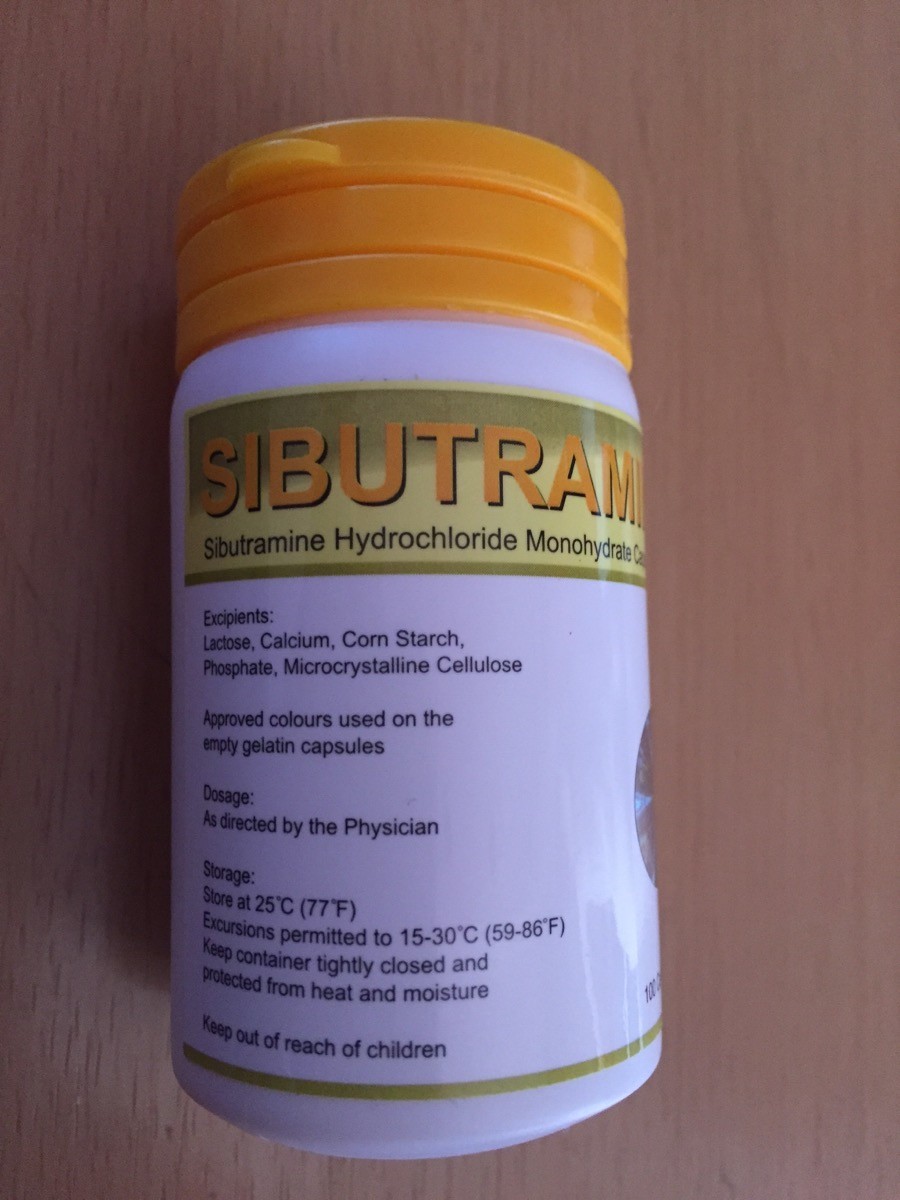 SIBUTRAMI
Sibutramine Hydrochloride Monohydrate
Excipients:
Lactose, Calcium, Corn Starch,
Phosphate, Microcrystalline Cellulose
Approved colours used on the
empty gelatin capsules
Dosage:
As directed by the Physician
Storage:
Store at 25°C (77°F)
Excursions permitted to 15-30°C (59-86°F)
Keep container tightly closed and
protected from heat and moisture
100
Keep out of reach of children